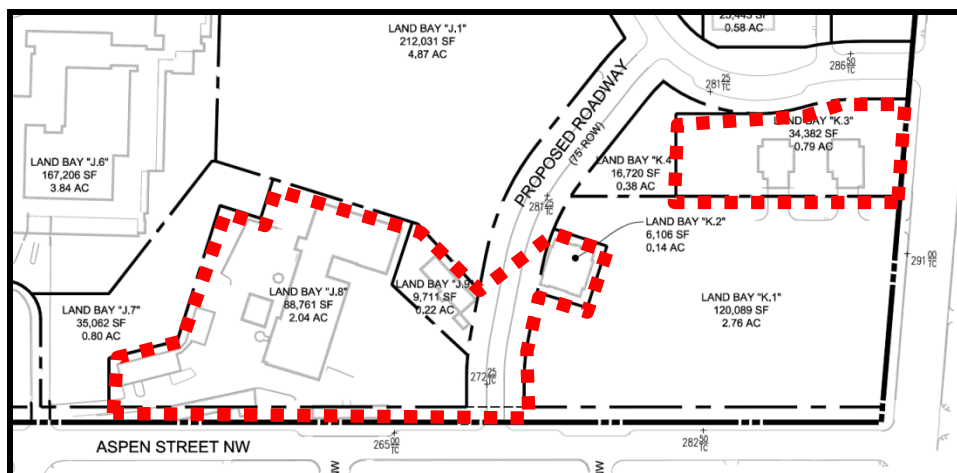 LAND BAY "J.1"
212,031 SF
4.87 AC
23,443 SF
0.58 AC
286 50 TC
281 25 TC
PROPOSED ROADWAY
(75' ROW)
LAND BAY "K.3"
34,382 SF
0.79 AC
LAND BAY "J.6"
167,206 SF
3.84 AC
LAND BAY "K.4
16,720 SF
0.38 AC
281 25 TC
LAND BAY "K.2"
6,106 SF
0.14 AC
291 00 TC
LAND BAY "J.9"
9,711 SF
0.22 AC
LAND BAY "J.8"
88,761 SF
2.04 AC
LAND BAY "K.1"
120,089 SF
2.76 AC
LAND BAY "J.7"
35,062 SF
0.80 AC
272 25 TC
ASPEN STREET NW
265 00 TC
282 50 TC
NW
NW